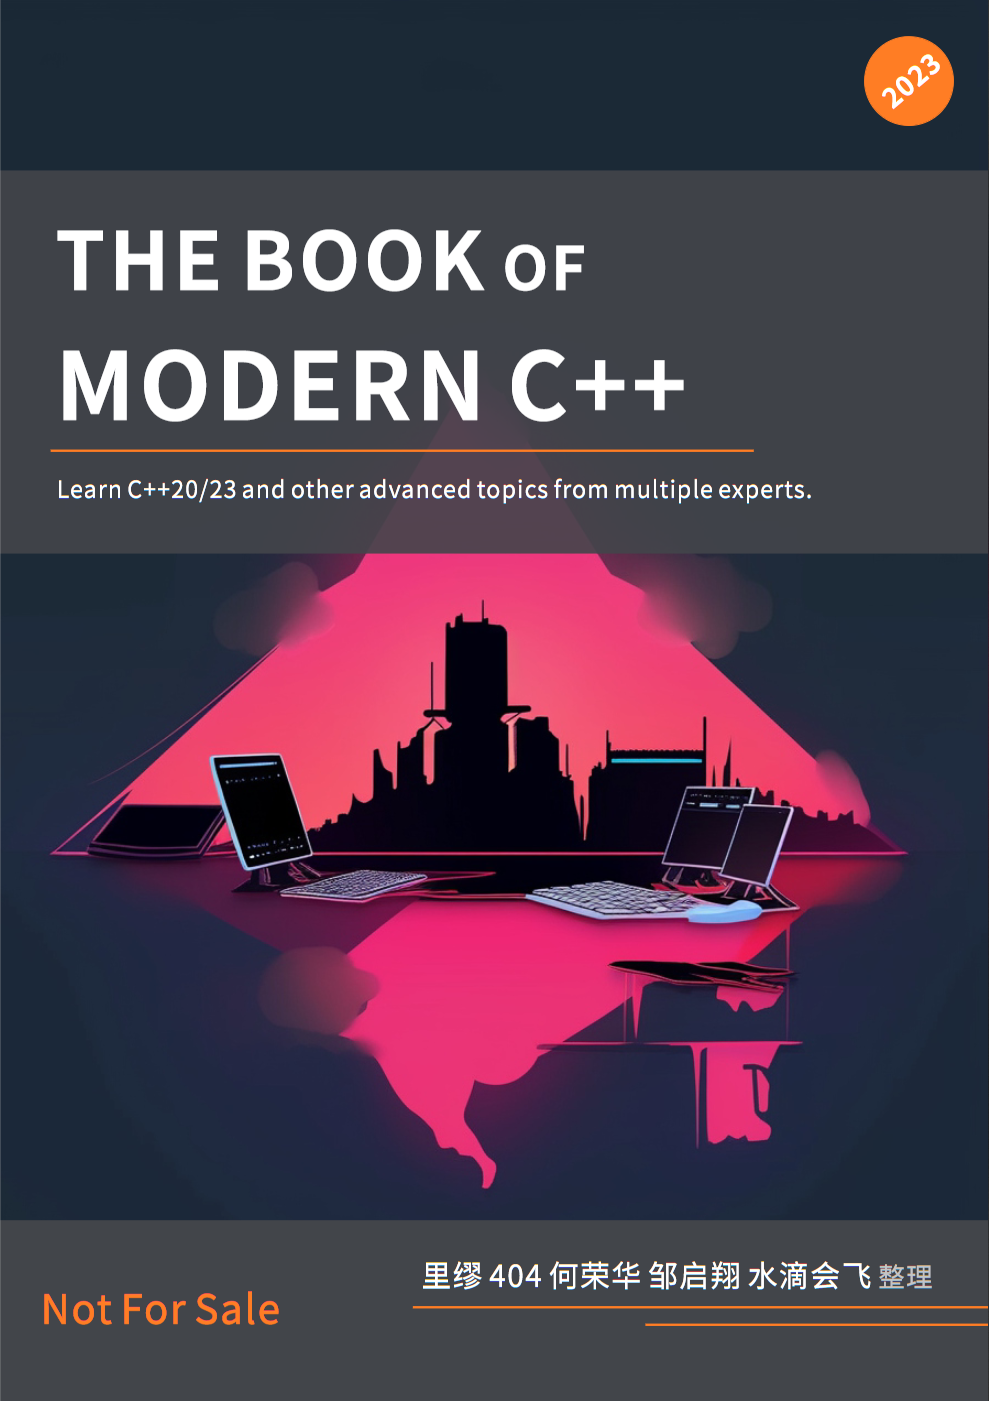 2023
THE BOOK OF
MODERN C++
Learn C++20/23 and other advanced topics from multiple experts.
里缪 404 何荣华 邹启翔 水滴会飞 整理
Not For Sale